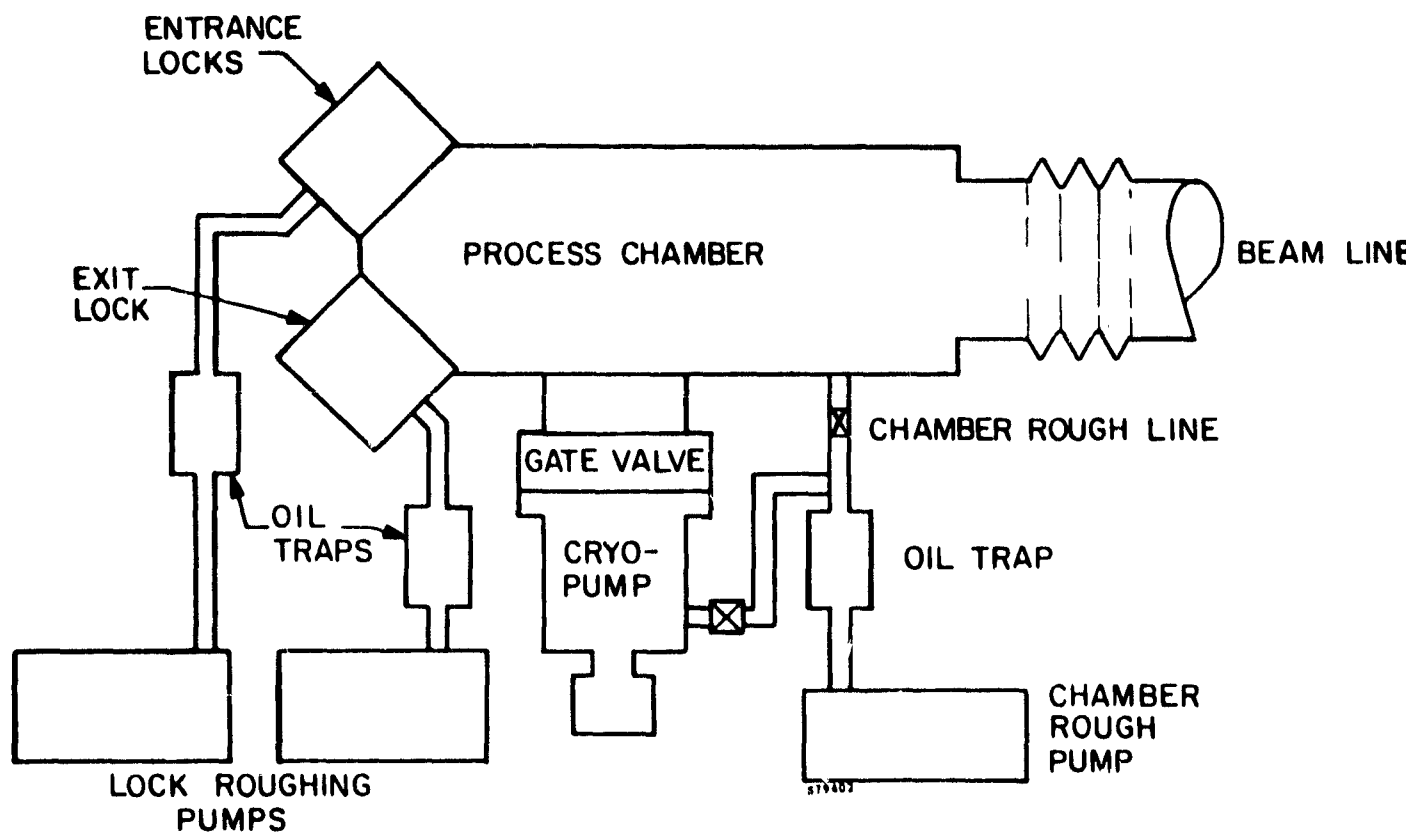 ENTRANCE
LOCKS
PROCESS CHAMBER
BEAM LINE
EXIT
LOCK
CHAMBER ROUGH LINE
GATE VALVE
OIL
TRAPS
CRYO-
PUMP
OIL TRAP
CHAMBER
ROUGH
PUMP
LOCK ROUGHING
PUMPS